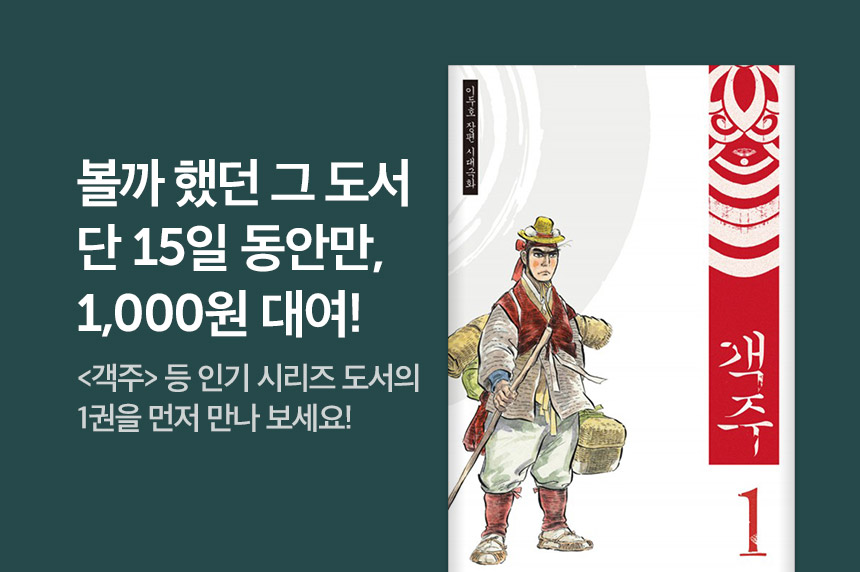 볼까 했던 그 도서
단 15일 동안만,
1,000원 대여!
<객주> 등 인기 시리즈 도서의
1권을 먼저 만나 보세요!
이두호 장편 시대극화
객주
1